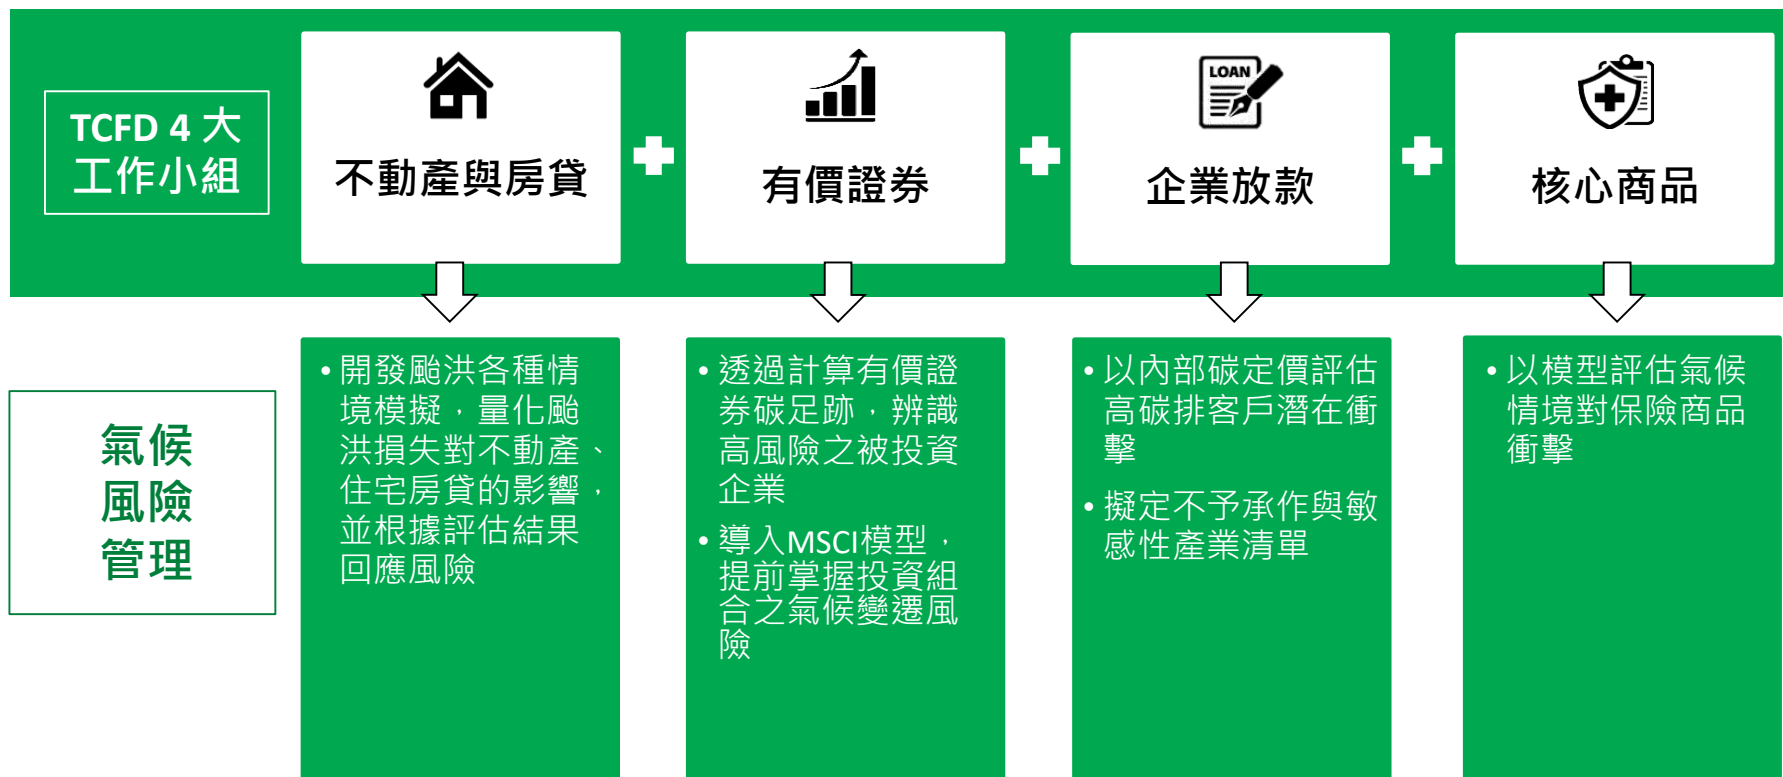 TCFD 4 大
工作小組
不動產與房貸
有價證券
LOAN
企業放款
核心商品
氣候
風險
管理
• 開發颱洪各種情
境模擬，量化颱
洪損失對不動產、
住宅房貸的影響，
並根據評估結果
回應風險
• 透過計算有價證
券碳足跡，辨識
高風險之被投資
企業
• 導入MSCI模型，
提前掌握投資組
合之氣候變遷風
險
• 以內部碳定價評估
高碳排客戶潛在衝
擊
• 擬定不予承作與敏
感性產業清單
• 以模型評估氣候
情境對保險商品
衝擊